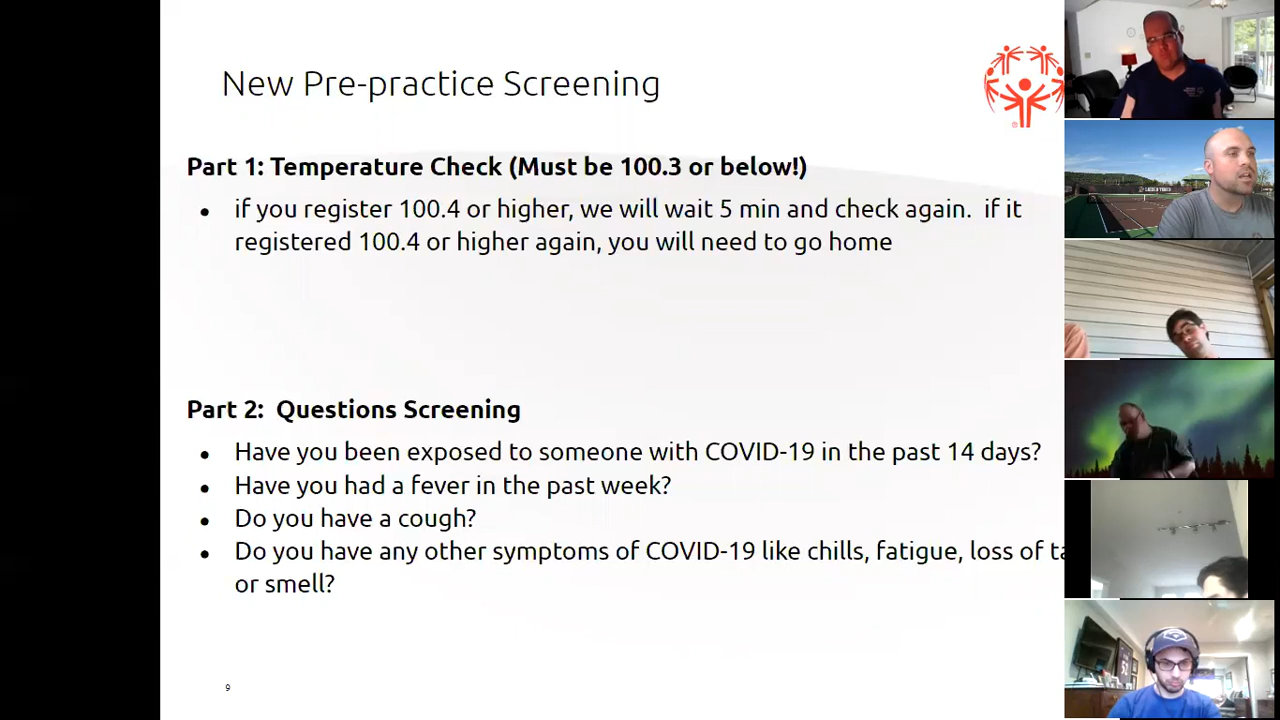 New Pre-practice Screening
Part 1: Temperature Check (Must be 100.3 or below!)
• if you register 100.4 or higher, we will wait 5 min and check again.  if it
registered 100.4 or higher again, you will need to go home
Part 2:  Questions Screening
• Have you been exposed to someone with COVID-19 in the past 14 days?
• Have you had a fever in the past week?
• Do you have a cough?
• Do you have any other symptoms of COVID-19 like chills, fatigue, loss of
or smell?
9